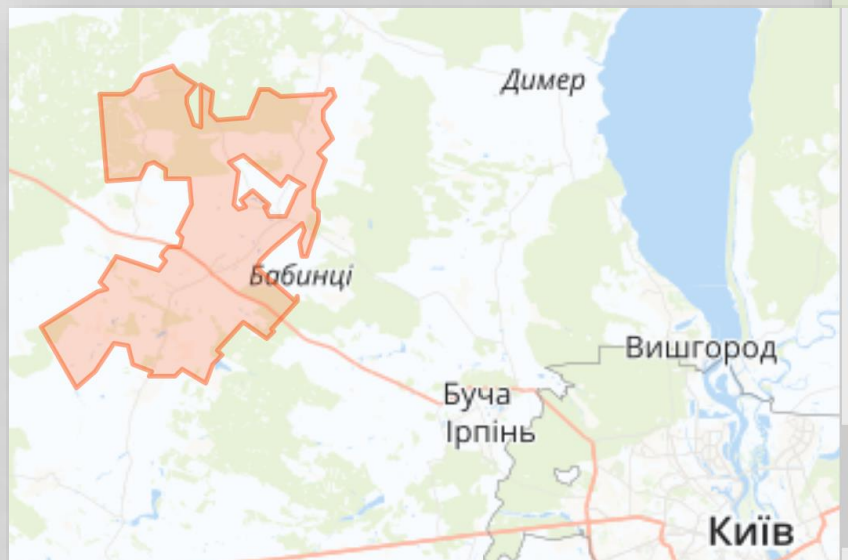 Димер
Бабинці
Вишгород
Буча
Ірпінь
Київ